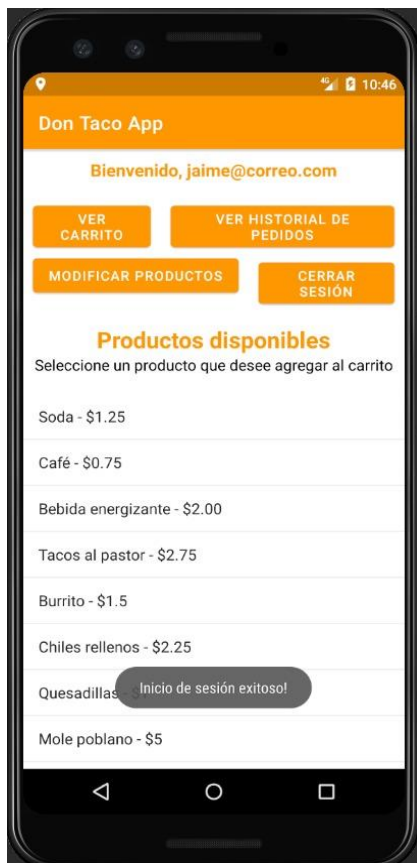 4G 10:46
Don Taco App
Bienvenido, jaime@correo.com
VER
CARRITO
VER HISTORIAL DE
PEDIDOS
MODIFICAR PRODUCTOS
CERRAR
SESIÓN
Productos disponibles
Seleccione un producto que desee agregar al carrito
Soda - $1.25
Café - $0.75
Bebida energizante - $2.00
Tacos al pastor - $2.75
Burrito - $1.5
Chiles rellenos - $2.25
Quesadillas
Inicio de sesión exitoso!
Mole poblano - $5